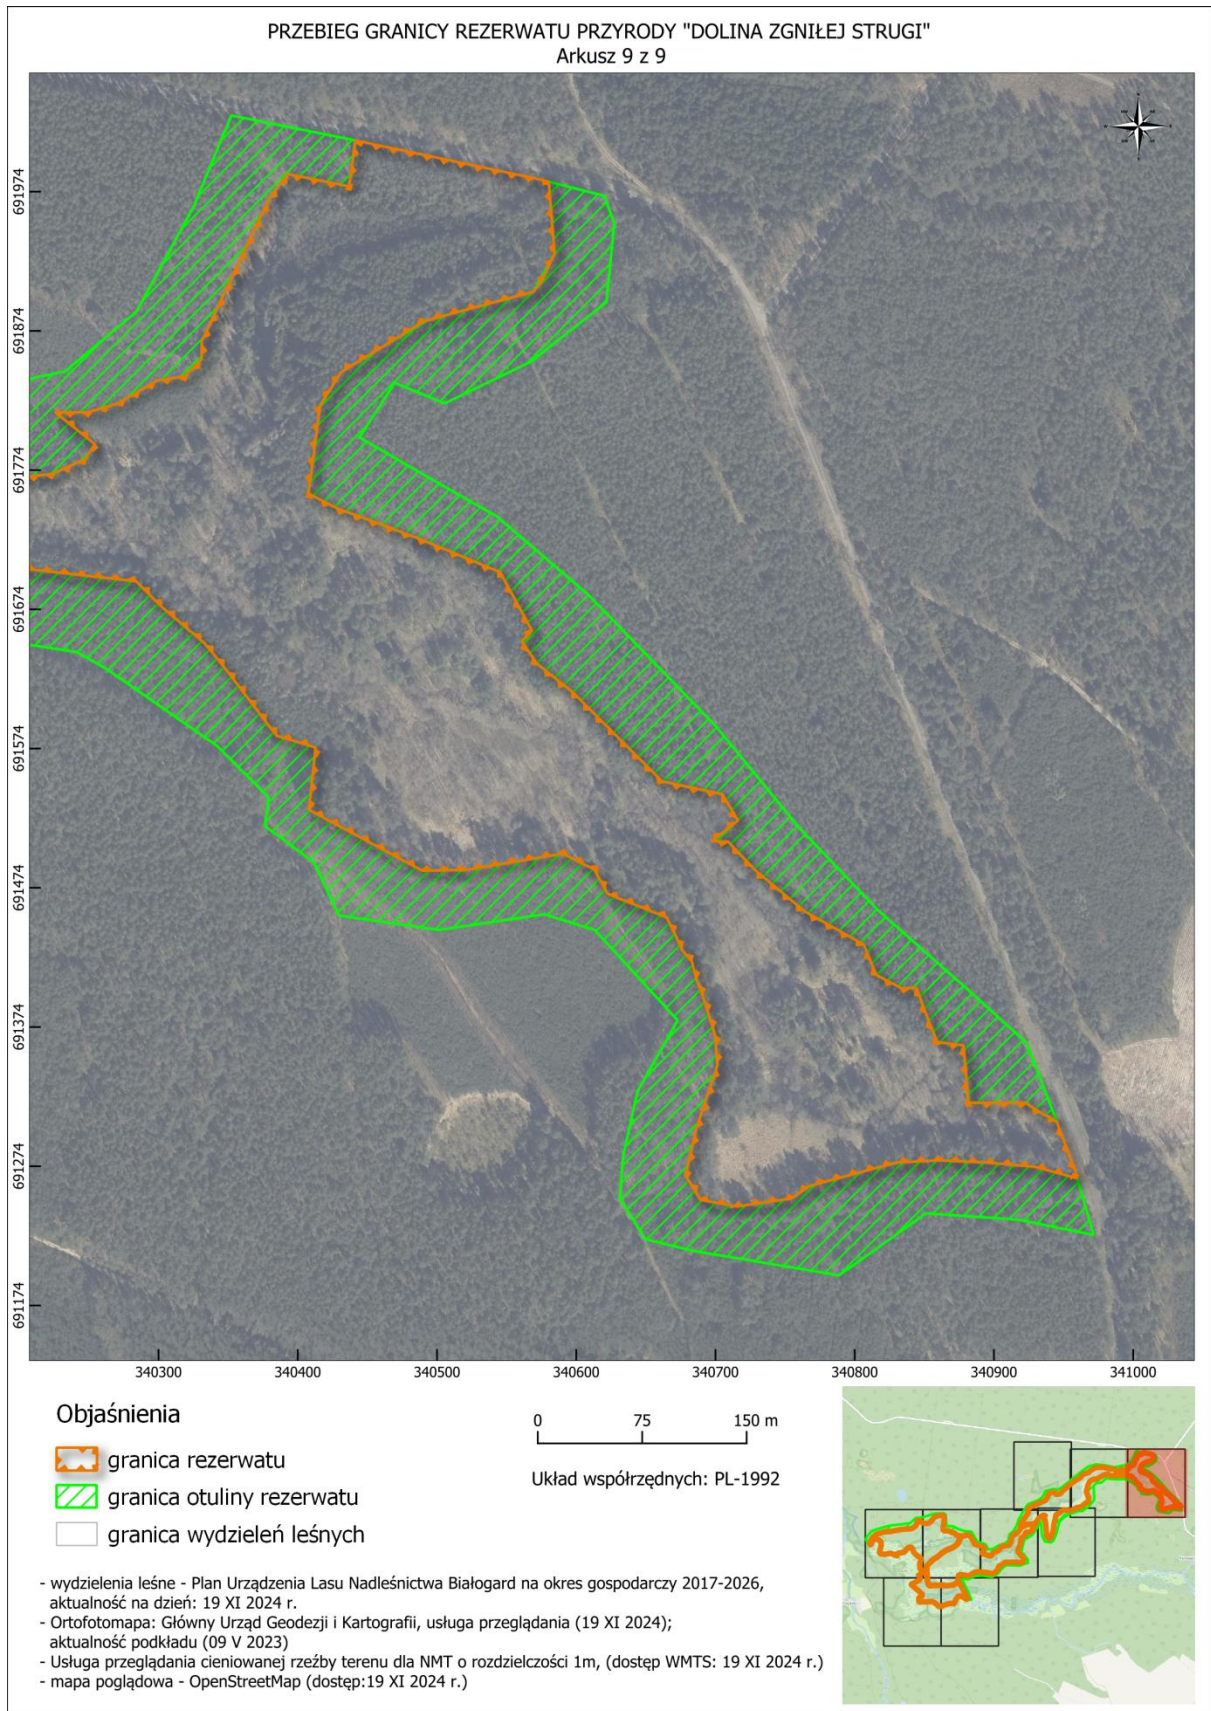 PRZEBIEG GRANICY REZERWATU PRZYRODY "DOLINA ZGNIŁEJ STRUGI"
Arkusz 9 z 9
691974
691874
691774
691674
691574
691474
691374
691274
691174
340300 340400 340500 340600 340700 340800 340900 341000
Objaśnienia
granica rezerwatu
granica otuliny rezerwatu
granica wydzieleń leśnych
0 75 150 m
Układ współrzędnych: PL-1992
- wydzielenia leśne - Plan Urządzenia Lasu Nadleśnictwa Białogard na okres gospodarczy 2017-2026,
aktualność na dzień: 19 XI 2024 r.
- Ortofotomapa: Główny Urząd Geodezji i Kartografii, usługa przeglądania (19 XI 2024);
aktualność podkładu (09 V 2023)
- Usługa przeglądania cieniowanej rzeźby terenu dla NMT o rozdzielczości 1m, (dostęp WMTS: 19 XI 2024 r.)
- mapa poglądowa - OpenStreetMap (dostęp:19 XI 2024 r.)